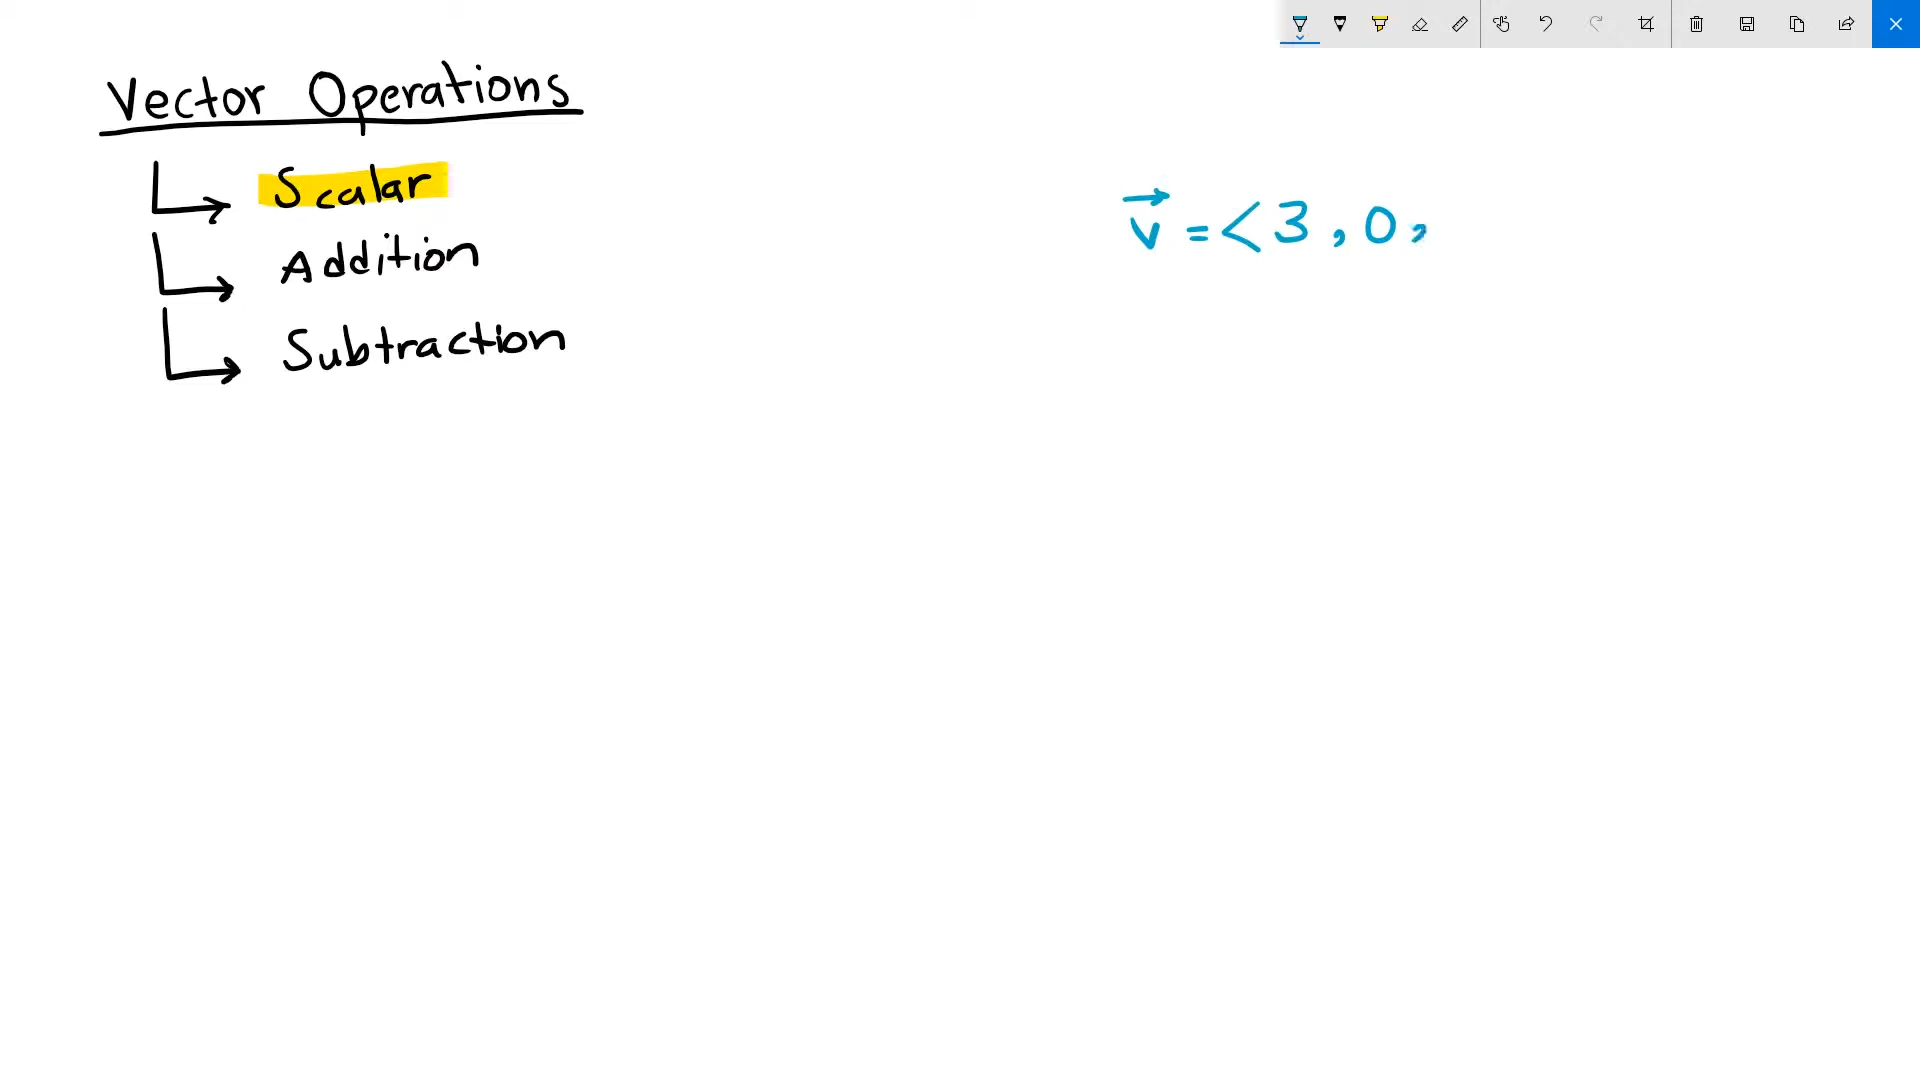 Vector Operations
Scalar
Addition
Subtraction
v⃗ = < 3 , 0 ,